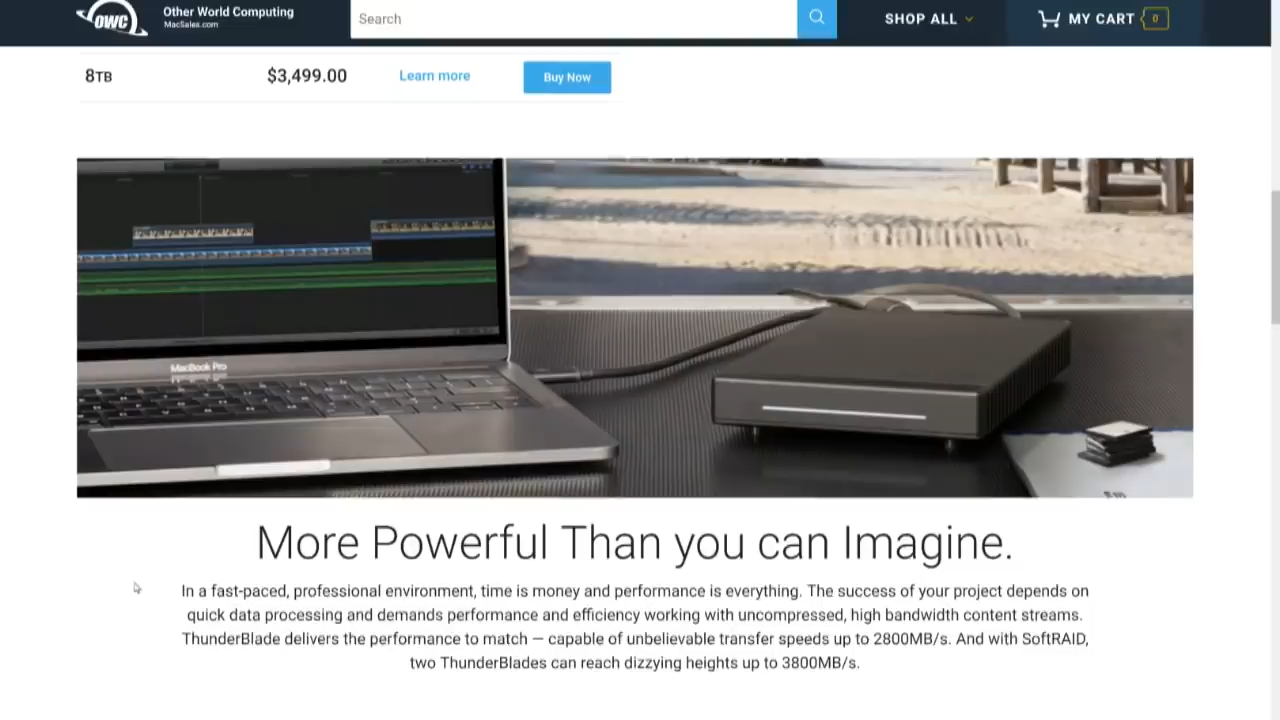 OWC
Other World Computing
MacSales.com
Search
SHOP ALL
MY CART 0
8TB $3,499.00 Learn more Buy Now
MacBook Pro
More Powerful Than you can Imagine.
In a fast-paced, professional environment, time is money and performance is everything. The success of your project depends on
quick data processing and demands performance and efficiency working with uncompressed, high bandwidth content streams.
ThunderBlade delivers the performance to match — capable of unbelievable transfer speeds up to 2800MB/s. And with SoftRAID,
two ThunderBlades can reach dizzying heights up to 3800MB/s.